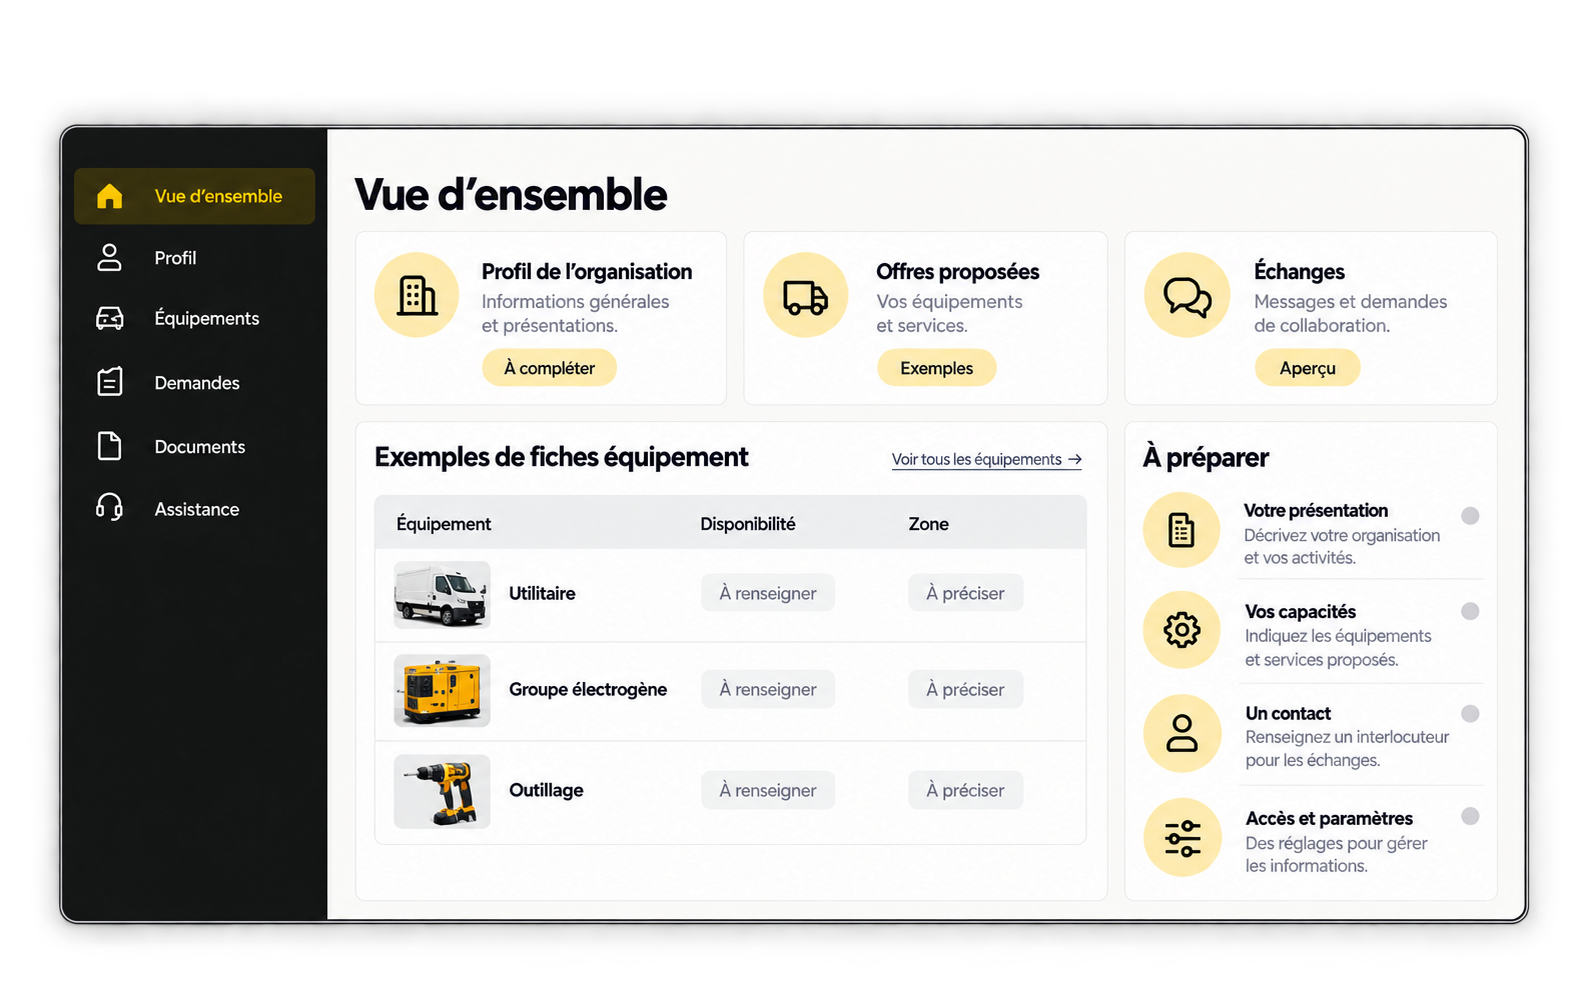 Vue d’ensemble
Profil
Équipements
Demandes
Documents
Assistance
Vue d’ensemble
Profil de l’organisation
Informations générales
et présentations.
À compléter
Offres proposées
Vos équipements
et services.
Exemples
Échanges
Messages et demandes
de collaboration.
Aperçu
Exemples de fiches équipement
Voir tous les équipements →
Équipement Disponibilité Zone
Utilitaire À renseigner À préciser
Groupe électrogène À renseigner À préciser
Outillage À renseigner À préciser
À préparer
Votre présentation
Décrivez votre organisation
et vos activités.
Vos capacités
Indiquez les équipements
et services proposés.
Un contact
Renseignez un interlocuteur
pour les échanges.
Accès et paramètres
Des réglages pour gérer
les informations.